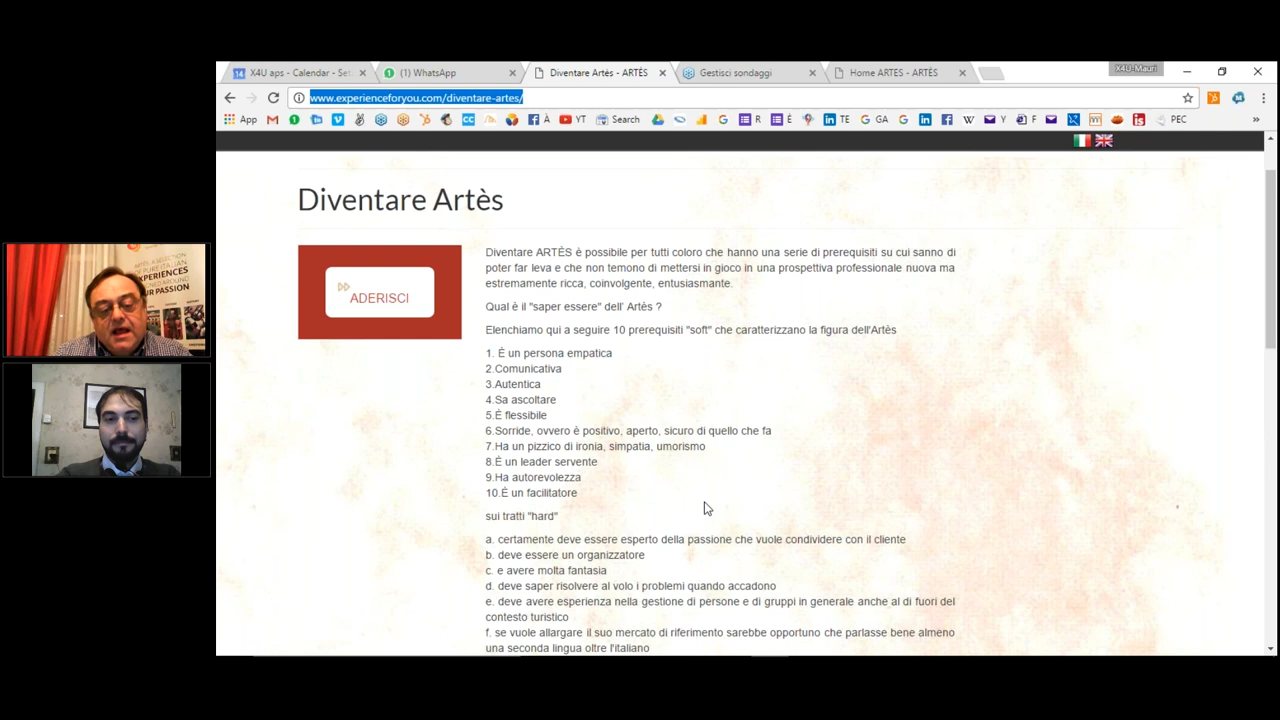 X4U aps - Calendar - Set
(1) WhatsApp
Diventare Artès - ARTÈS
Gestisci sondaggi
Home ARTES - ARTÈS
X4U-Mauri
www.experienceforyou.com/diventare-artes/
App
À
YT
Search
R
È
TE
GA
Y
F
PEC
Diventare Artès
ADERISCI
Diventare ARTÈS è possibile per tutti coloro che hanno una serie di prerequisiti su cui sanno di
poter far leva e che non temono di mettersi in gioco in una prospettiva professionale nuova ma
estremamente ricca, coinvolgente, entusiasmante.
Qual è il "saper essere" dell' Artès ?
Elenchiamo qui a seguire 10 prerequisiti "soft" che caratterizzano la figura dell'Artès
1. È un persona empatica
2.Comunicativa
3.Autentica
4.Sa ascoltare
5.È flessibile
6.Sorride, ovvero è positivo, aperto, sicuro di quello che fa
7.Ha un pizzico di ironia, simpatia, umorismo
8.È un leader servente
9.Ha autorevolezza
10.È un facilitatore
sui tratti "hard"
a. certamente deve essere esperto della passione che vuole condividere con il cliente
b. deve essere un organizzatore
c. e avere molta fantasia
d. deve saper risolvere al volo i problemi quando accadono
e. deve avere esperienza nella gestione di persone e di gruppi in generale anche al di fuori del
contesto turistico
f. se vuole allargare il suo mercato di riferimento sarebbe opportuno che parlasse bene almeno
una seconda lingua oltre l'italiano
ARTÈS: A SELECTION
OF PURE ITALIAN
EXPERIENCES
UR PASSION